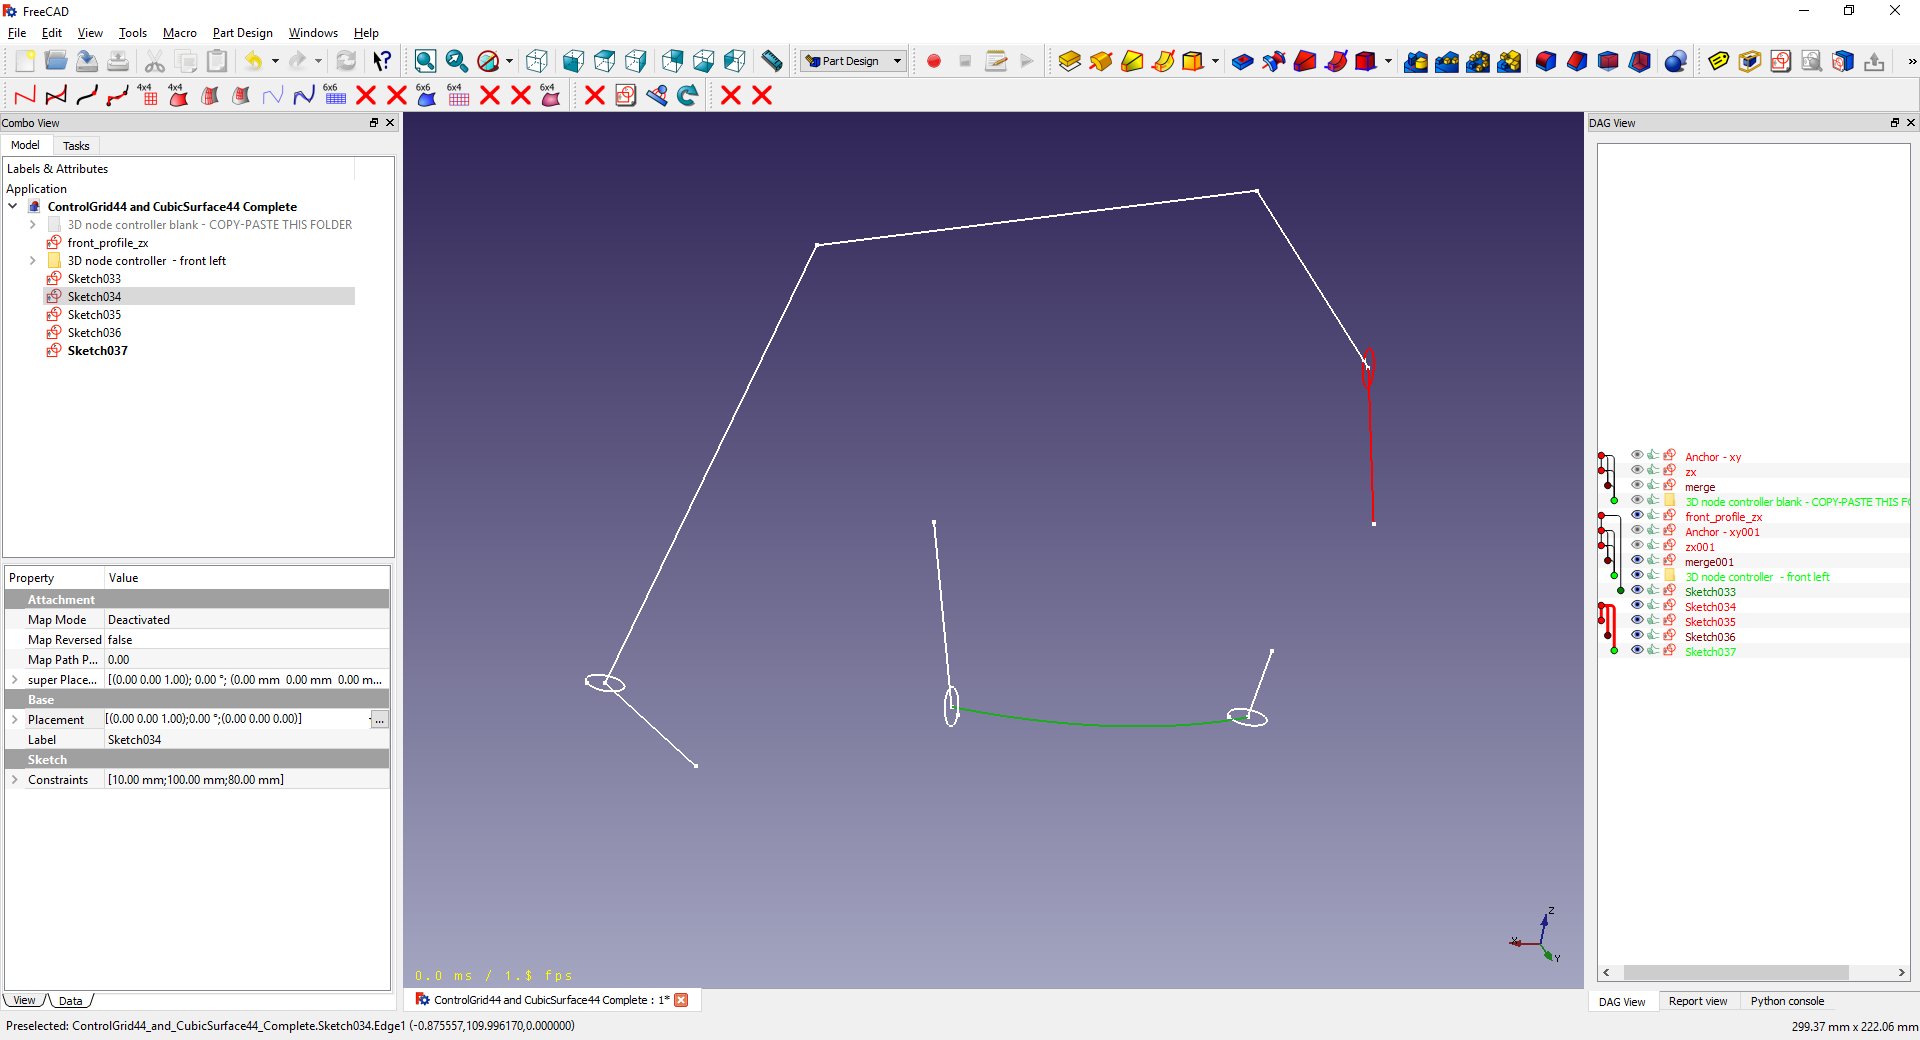 FreeCAD
File Edit View Tools Macro Part Design Windows Help
Part Design
4x4 4x4 6x6 6x6 4x4 4x4
Combo View
Model Tasks
Labels & Attributes
Application
ControlGrid44 and CubicSurface44 Complete
3D node controller blank - COPY-PASTE THIS FOLDER
front_profile_zx
3D node controller - front left
Sketch033
Sketch034
Sketch035
Sketch036
Sketch037
Property Value
Attachment
Map Mode Deactivated
Map Reversed false
Map Path P... 0.00
super Place... [(0.00 0.00 1.00); 0.00 °; (0.00 mm 0.00 mm 0.00 m...
Base
Placement [(0.00 0.00 1.00);0.00 °;(0.00 0.00 0.00)] ...
Label Sketch034
Sketch
Constraints [10.00 mm;100.00 mm;80.00 mm]
View Data
0.0 ms / 1.$ fps
Z
X
Y
ControlGrid44 and CubicSurface44 Complete : 1*
DAG View
Anchor - xy
zx
merge
3D node controller blank - COPY-PASTE THIS F
front_profile_zx
Anchor - xy001
zx001
merge001
3D node controller - front left
Sketch033
Sketch034
Sketch035
Sketch036
Sketch037
DAG View Report view Python console
Preselected: ControlGrid44_and_CubicSurface44_Complete.Sketch034.Edge1 (-0.875557,109.996170,0.000000)
299.37 mm x 222.06 mm